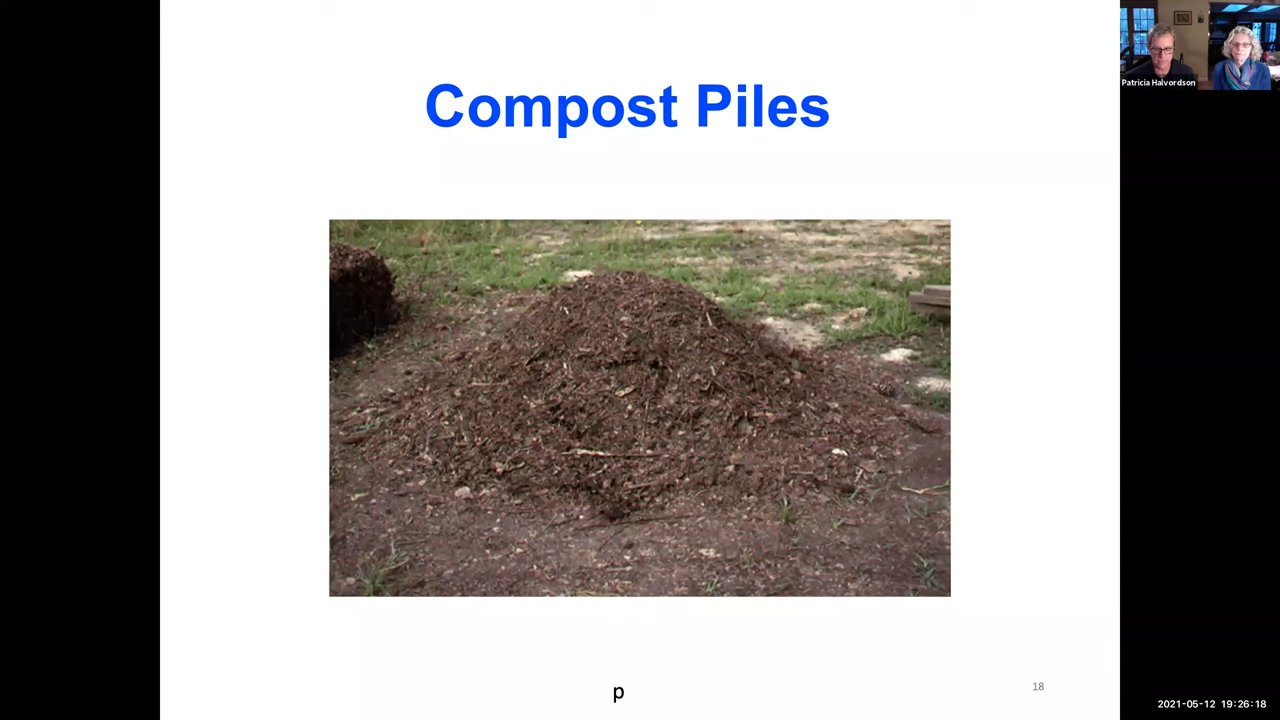 Compost Piles
Patricia Halvordson
p
18
2021-05-12 19:26:18